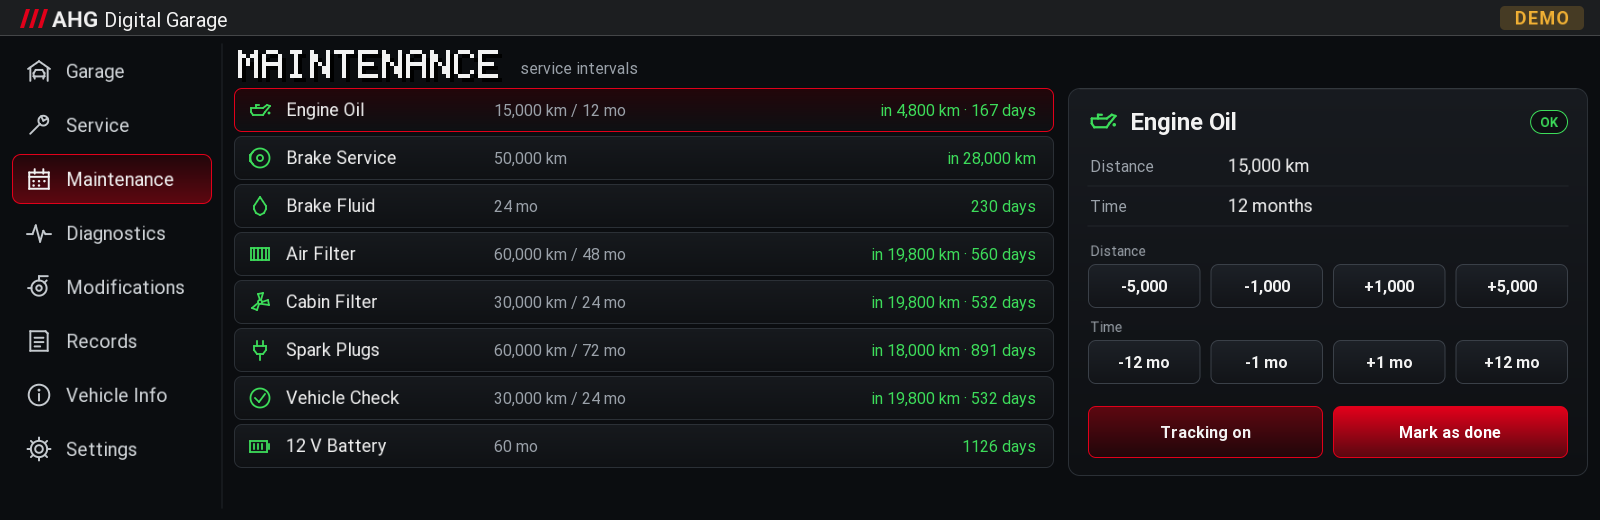 AHG Digital Garage
DEMO
Garage
Service
Maintenance
Diagnostics
Modifications
Records
Vehicle Info
Settings
MAINTENANCE service intervals
Engine Oil 15,000 km / 12 mo in 4,800 km · 167 days
Brake Service 50,000 km in 28,000 km
Brake Fluid 24 mo 230 days
Air Filter 60,000 km / 48 mo in 19,800 km · 560 days
Cabin Filter 30,000 km / 24 mo in 19,800 km · 532 days
Spark Plugs 60,000 km / 72 mo in 18,000 km · 891 days
Vehicle Check 30,000 km / 24 mo in 19,800 km · 532 days
12 V Battery 60 mo 1126 days
Engine Oil OK
Distance 15,000 km
Time 12 months
Distance
-5,000 -1,000 +1,000 +5,000
Time
-12 mo -1 mo +1 mo +12 mo
Tracking on Mark as done